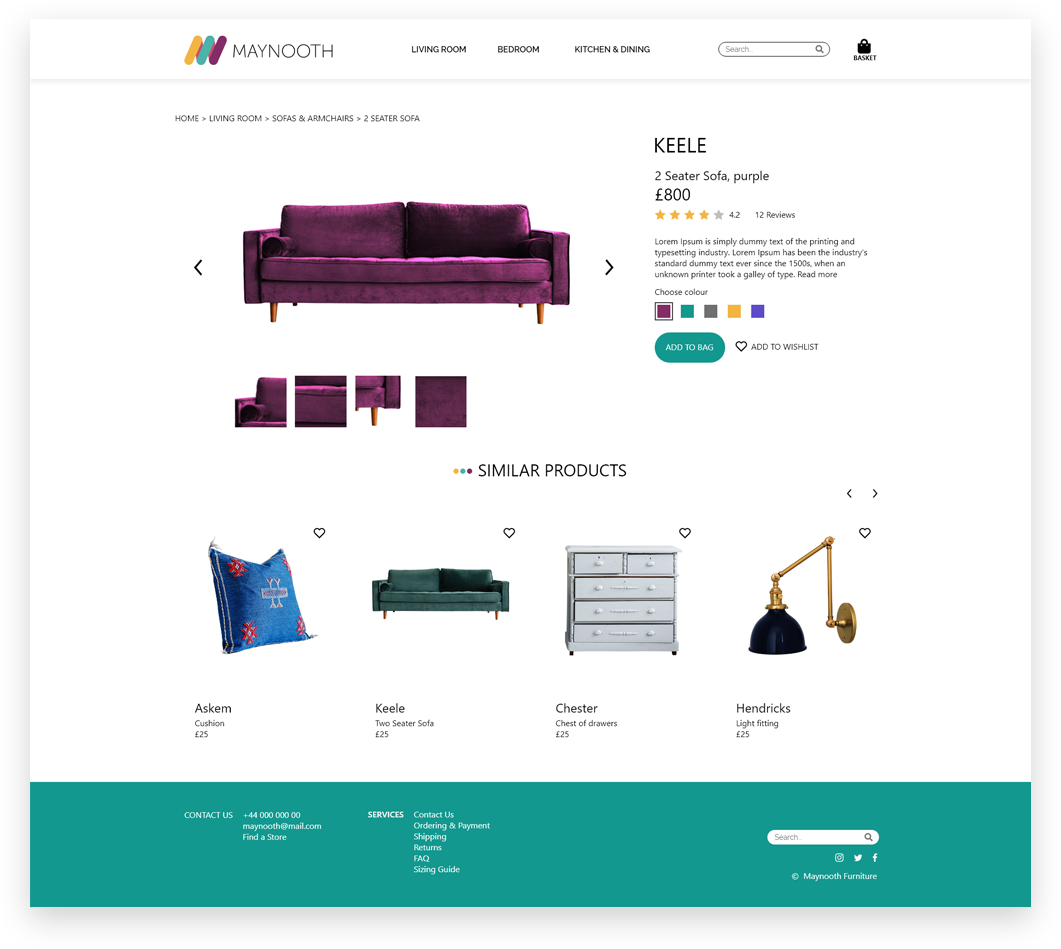 MAYNOOTH
LIVING ROOM
BEDROOM
KITCHEN & DINING
Search..
BASKET
HOME > LIVING ROOM > SOFAS & ARMCHAIRS > 2 SEATER SOFA
KEELE
2 Seater Sofa, purple
£800
4.2 12 Reviews
Lorem Ipsum is simply dummy text of the printing and
typesetting industry. Lorem Ipsum has been the industry's
standard dummy text ever since the 1500s, when an
unknown printer took a galley of type. Read more
Choose colour
ADD TO BAG
ADD TO WISHLIST
SIMILAR PRODUCTS
Askem
Cushion
£25
Keele
Two Seater Sofa
£25
Chester
Chest of drawers
£25
Hendricks
Light fitting
£25
CONTACT US
+44 000 000 00
maynooth@mail.com
Find a Store
SERVICES
Contact Us
Ordering & Payment
Shipping
Returns
FAQ
Sizing Guide
Search..
© Maynooth Furniture